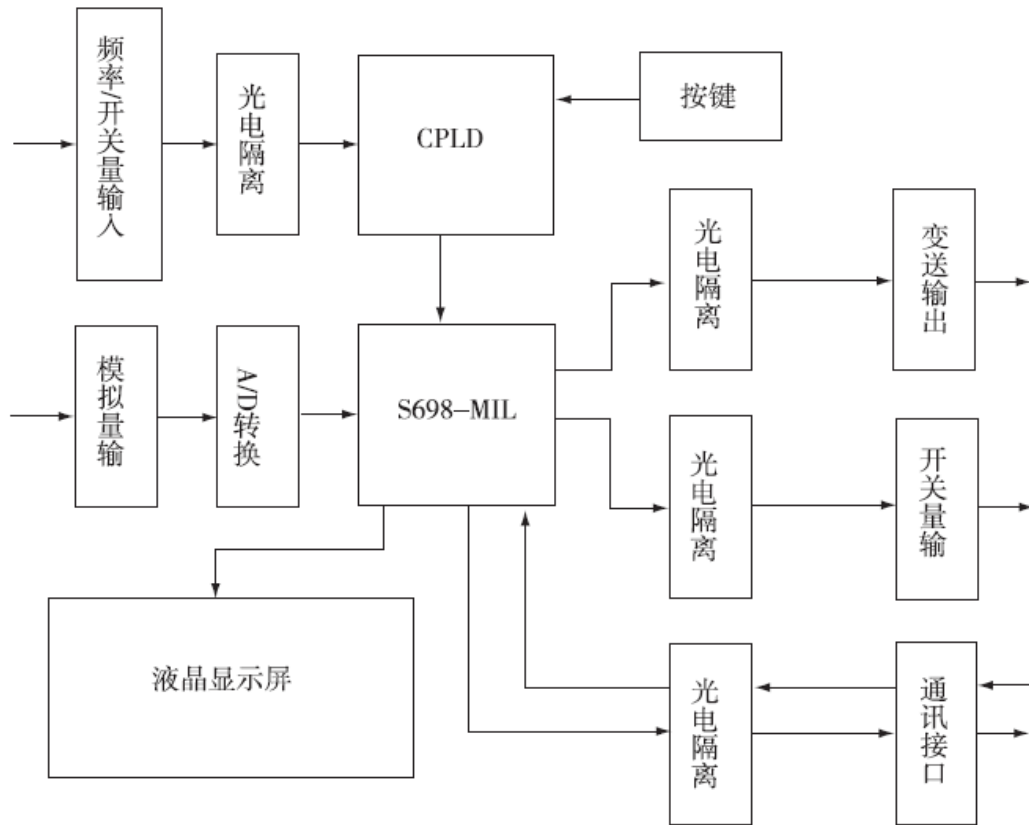 频率/开关量输入
光电隔离
CPLD
按键
光电隔离
变送输出
模拟量输
A/D转换
S698-MIL
光电隔离
开关量输
液晶显示屏
光电隔离
通讯接口